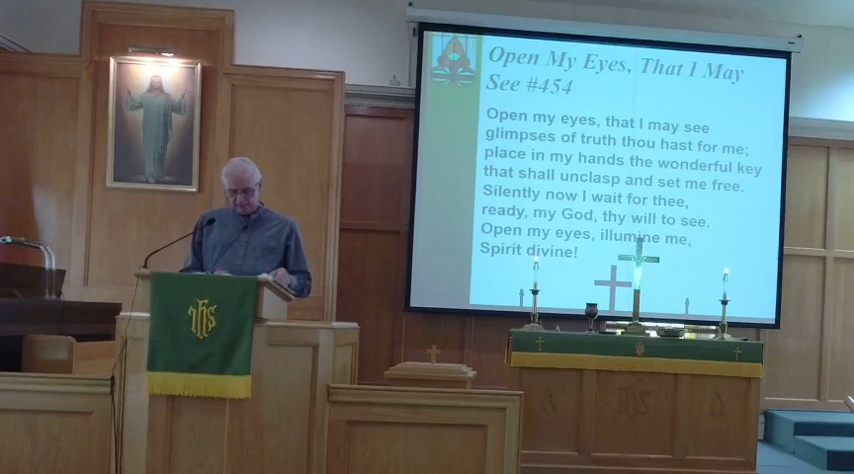 Open My Eyes, That I May
See #454
Open my eyes, that I may see
glimpses of truth thou hast for me;
place in my hands the wonderful key
that shall unclasp and set me free.
Silently now I wait for thee,
ready, my God, thy will to see.
Open my eyes, illumine me,
Spirit divine!
IHS
A
IHS
Ω